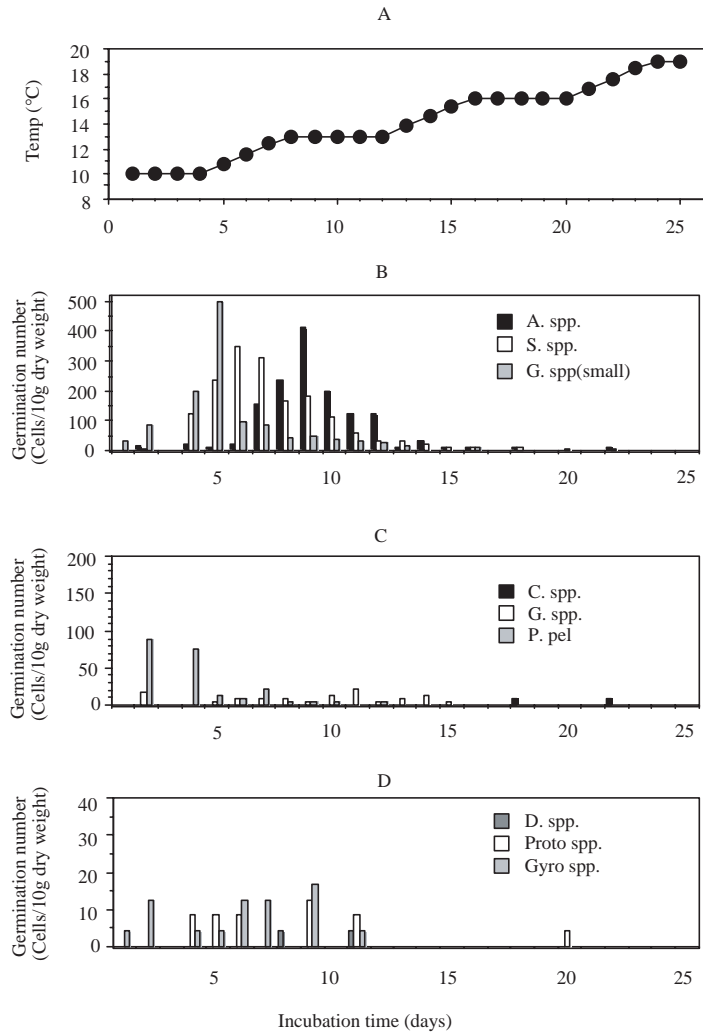 A
Temp (°C)
20
18
16
14
12
10
8
0
5
10
15
20
25
B
Germination number
(Cells/10g dry weight)
500
400
300
200
100
0
A. spp.
S. spp.
G. spp(small)
5
10
15
20
25
C
Germination number
(Cells/10g dry weight)
200
150
100
50
0
C. spp.
G. spp.
P. pel
5
10
15
20
25
D
Germination number
(Cells/10g dry weight)
40
30
20
10
0
D. spp.
Proto spp.
Gyro spp.
5
10
15
20
25
Incubation time (days)